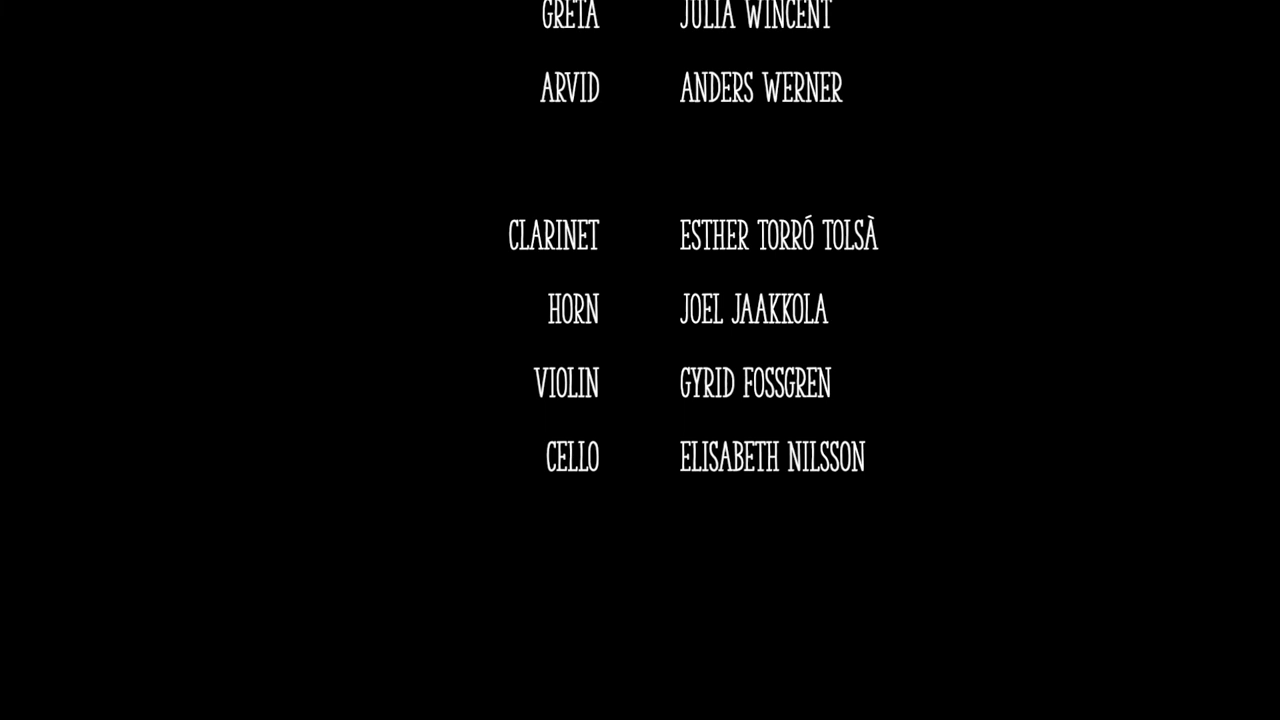 GRETA JULIA WINCENT
ARVID ANDERS WERNER
CLARINET ESTHER TORRÓ TOLSÀ
HORN JOEL JAAKKOLA
VIOLIN GYRID FOSSGREN
CELLO ELISABETH NILSSON